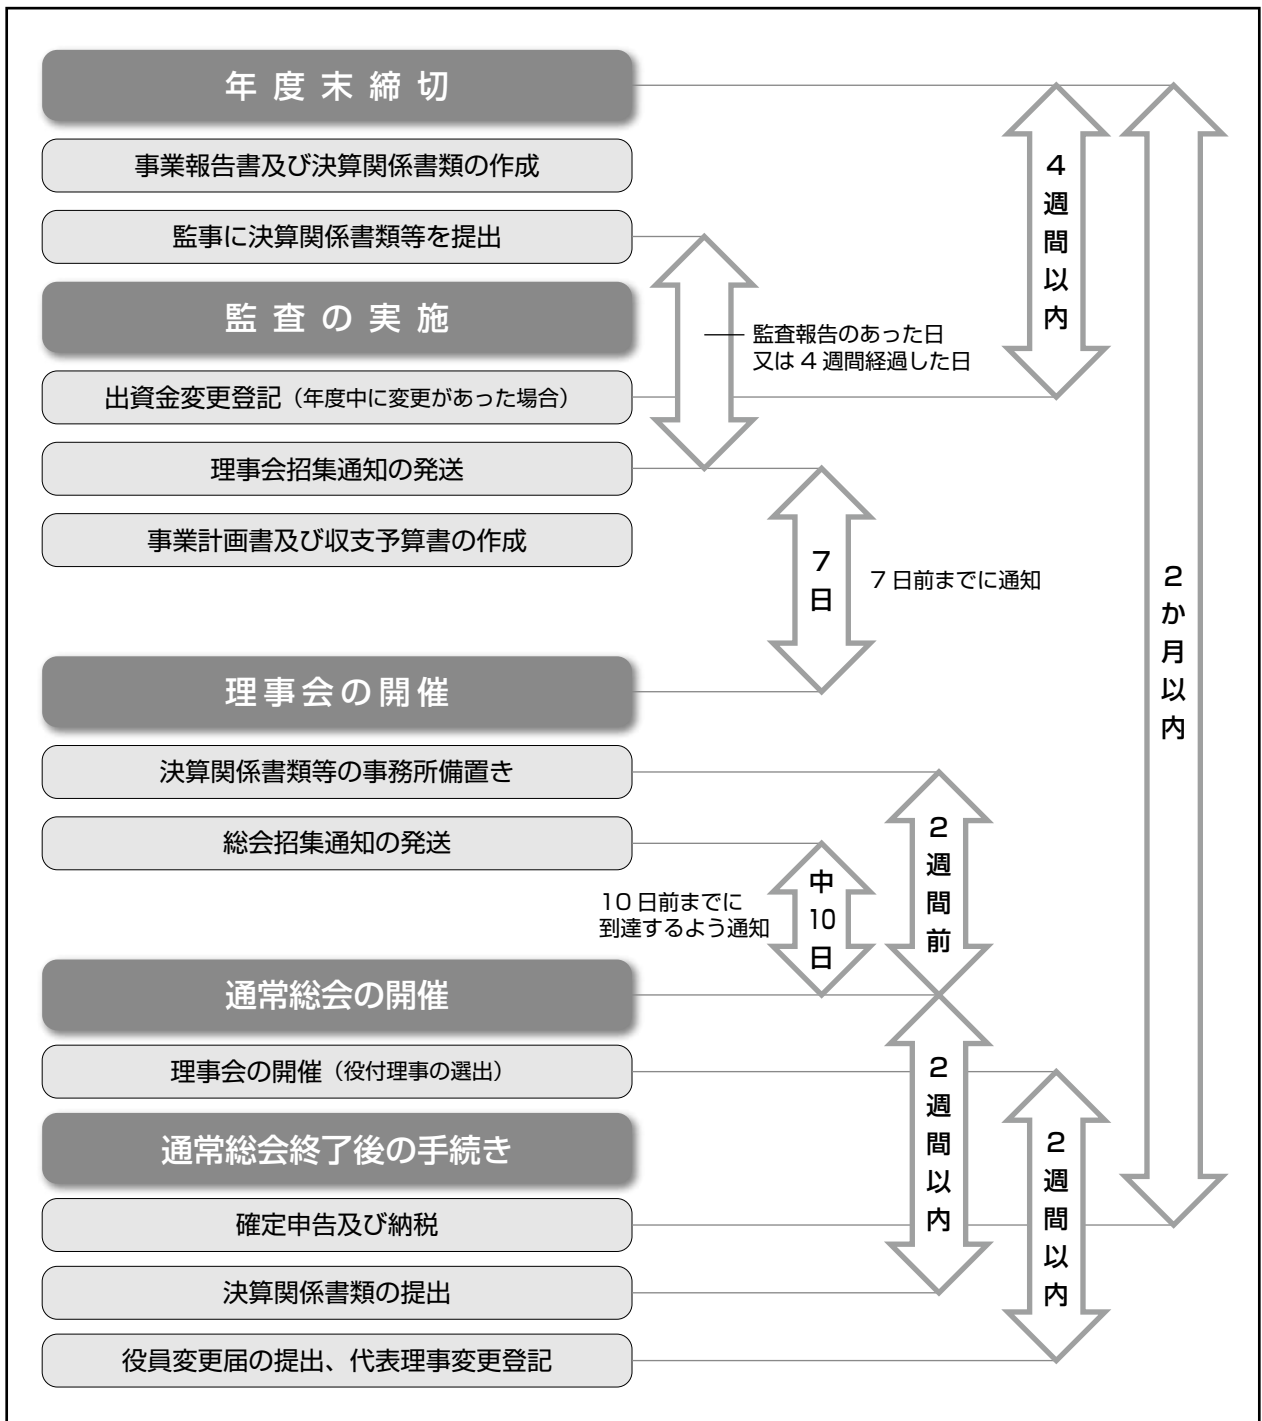 年度末締切
事業報告書及び決算関係書類の作成
監事に決算関係書類等を提出
監査の実施
監査報告のあった日
又は4週間経過した日
出資金変更登記（年度中に変更があった場合）
理事会招集通知の発送
事業計画書及び収支予算書の作成
7日
7日前までに通知
4週間以内
2か月以内
理事会の開催
決算関係書類等の事務所備置き
総会招集通知の発送
10日前までに
到達するよう通知
中10日
2週間前
通常総会の開催
理事会の開催（役付理事の選出）
通常総会終了後の手続き
確定申告及び納税
決算関係書類の提出
役員変更届の提出、代表理事変更登記
2週間以内
2週間以内